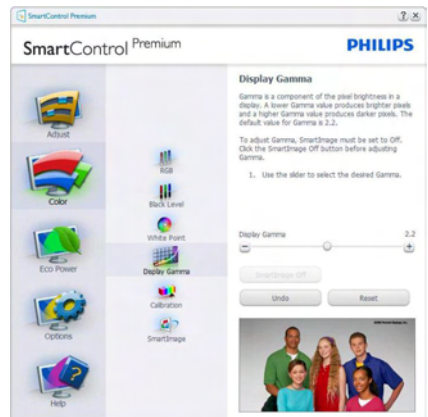 SmartControl Premium
SmartControl Premium
PHILIPS
Display Gamma
Gamma is a component of the pixel brightness in a
display. A lower Gamma value produces brighter pixels
and a higher Gamma value produces darker pixels. The
default value for Gamma is 2.2.
To adjust Gamma, SmartImage must be set to Off.
Click the SmartImage Off button before adjusting
Gamma.
1. Use the slider to select the desired Gamma.
Adjust
Color
Eco Power
Options
Help
RGB
Black Level
White Point
Display Gamma
Calibration
SmartImage
Display Gamma 2.2
SmartImage Off
Undo Reset